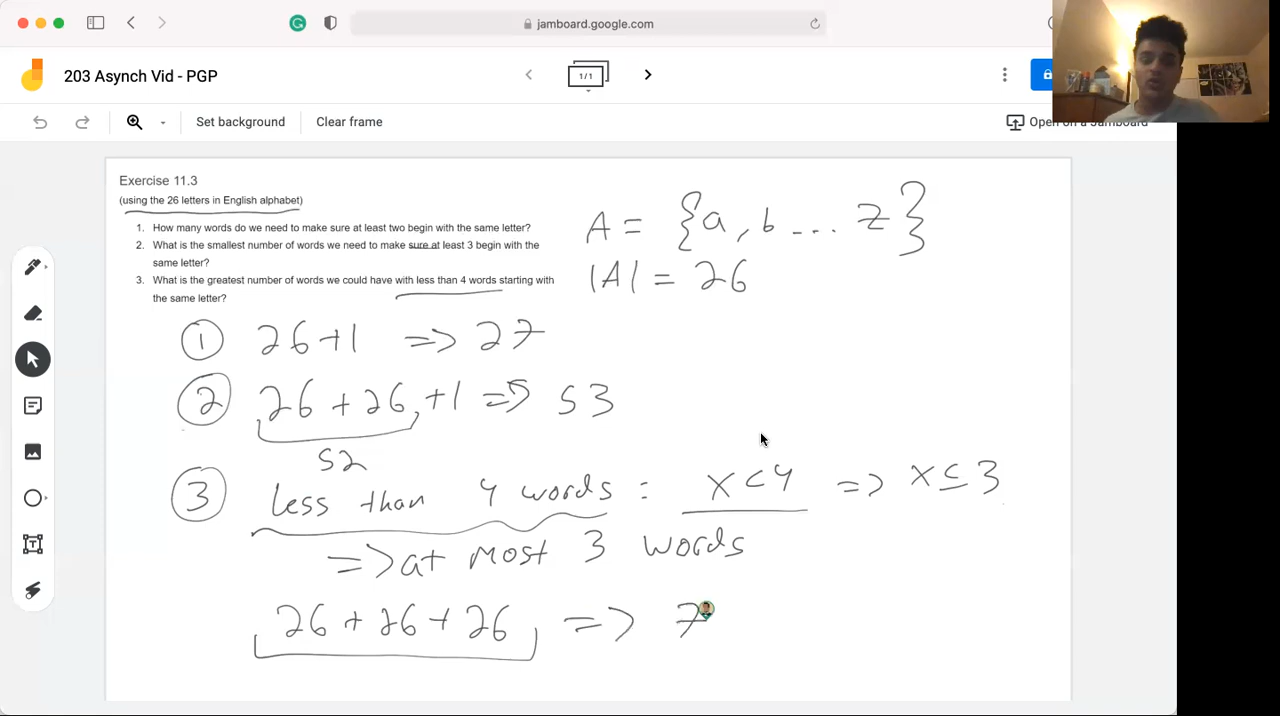 jamboard.google.com
203 Asynch Vid - PGP
1/1
Set background
Clear frame
Open on a Jamboard
Exercise 11.3
(using the 26 letters in English alphabet)
1. How many words do we need to make sure at least two begin with the same letter?
2. What is the smallest number of words we need to make sure at least 3 begin with the
same letter?
3. What is the greatest number of words we could have with less than 4 words starting with
the same letter?
A = {a, b ... z}
|A| = 26
1 26+1 => 27
2 26 + 26, +1 => 53
52
3 less than 4 words : x<4 => x≤3
=> at most 3 words
26 + 26 + 26 => 7